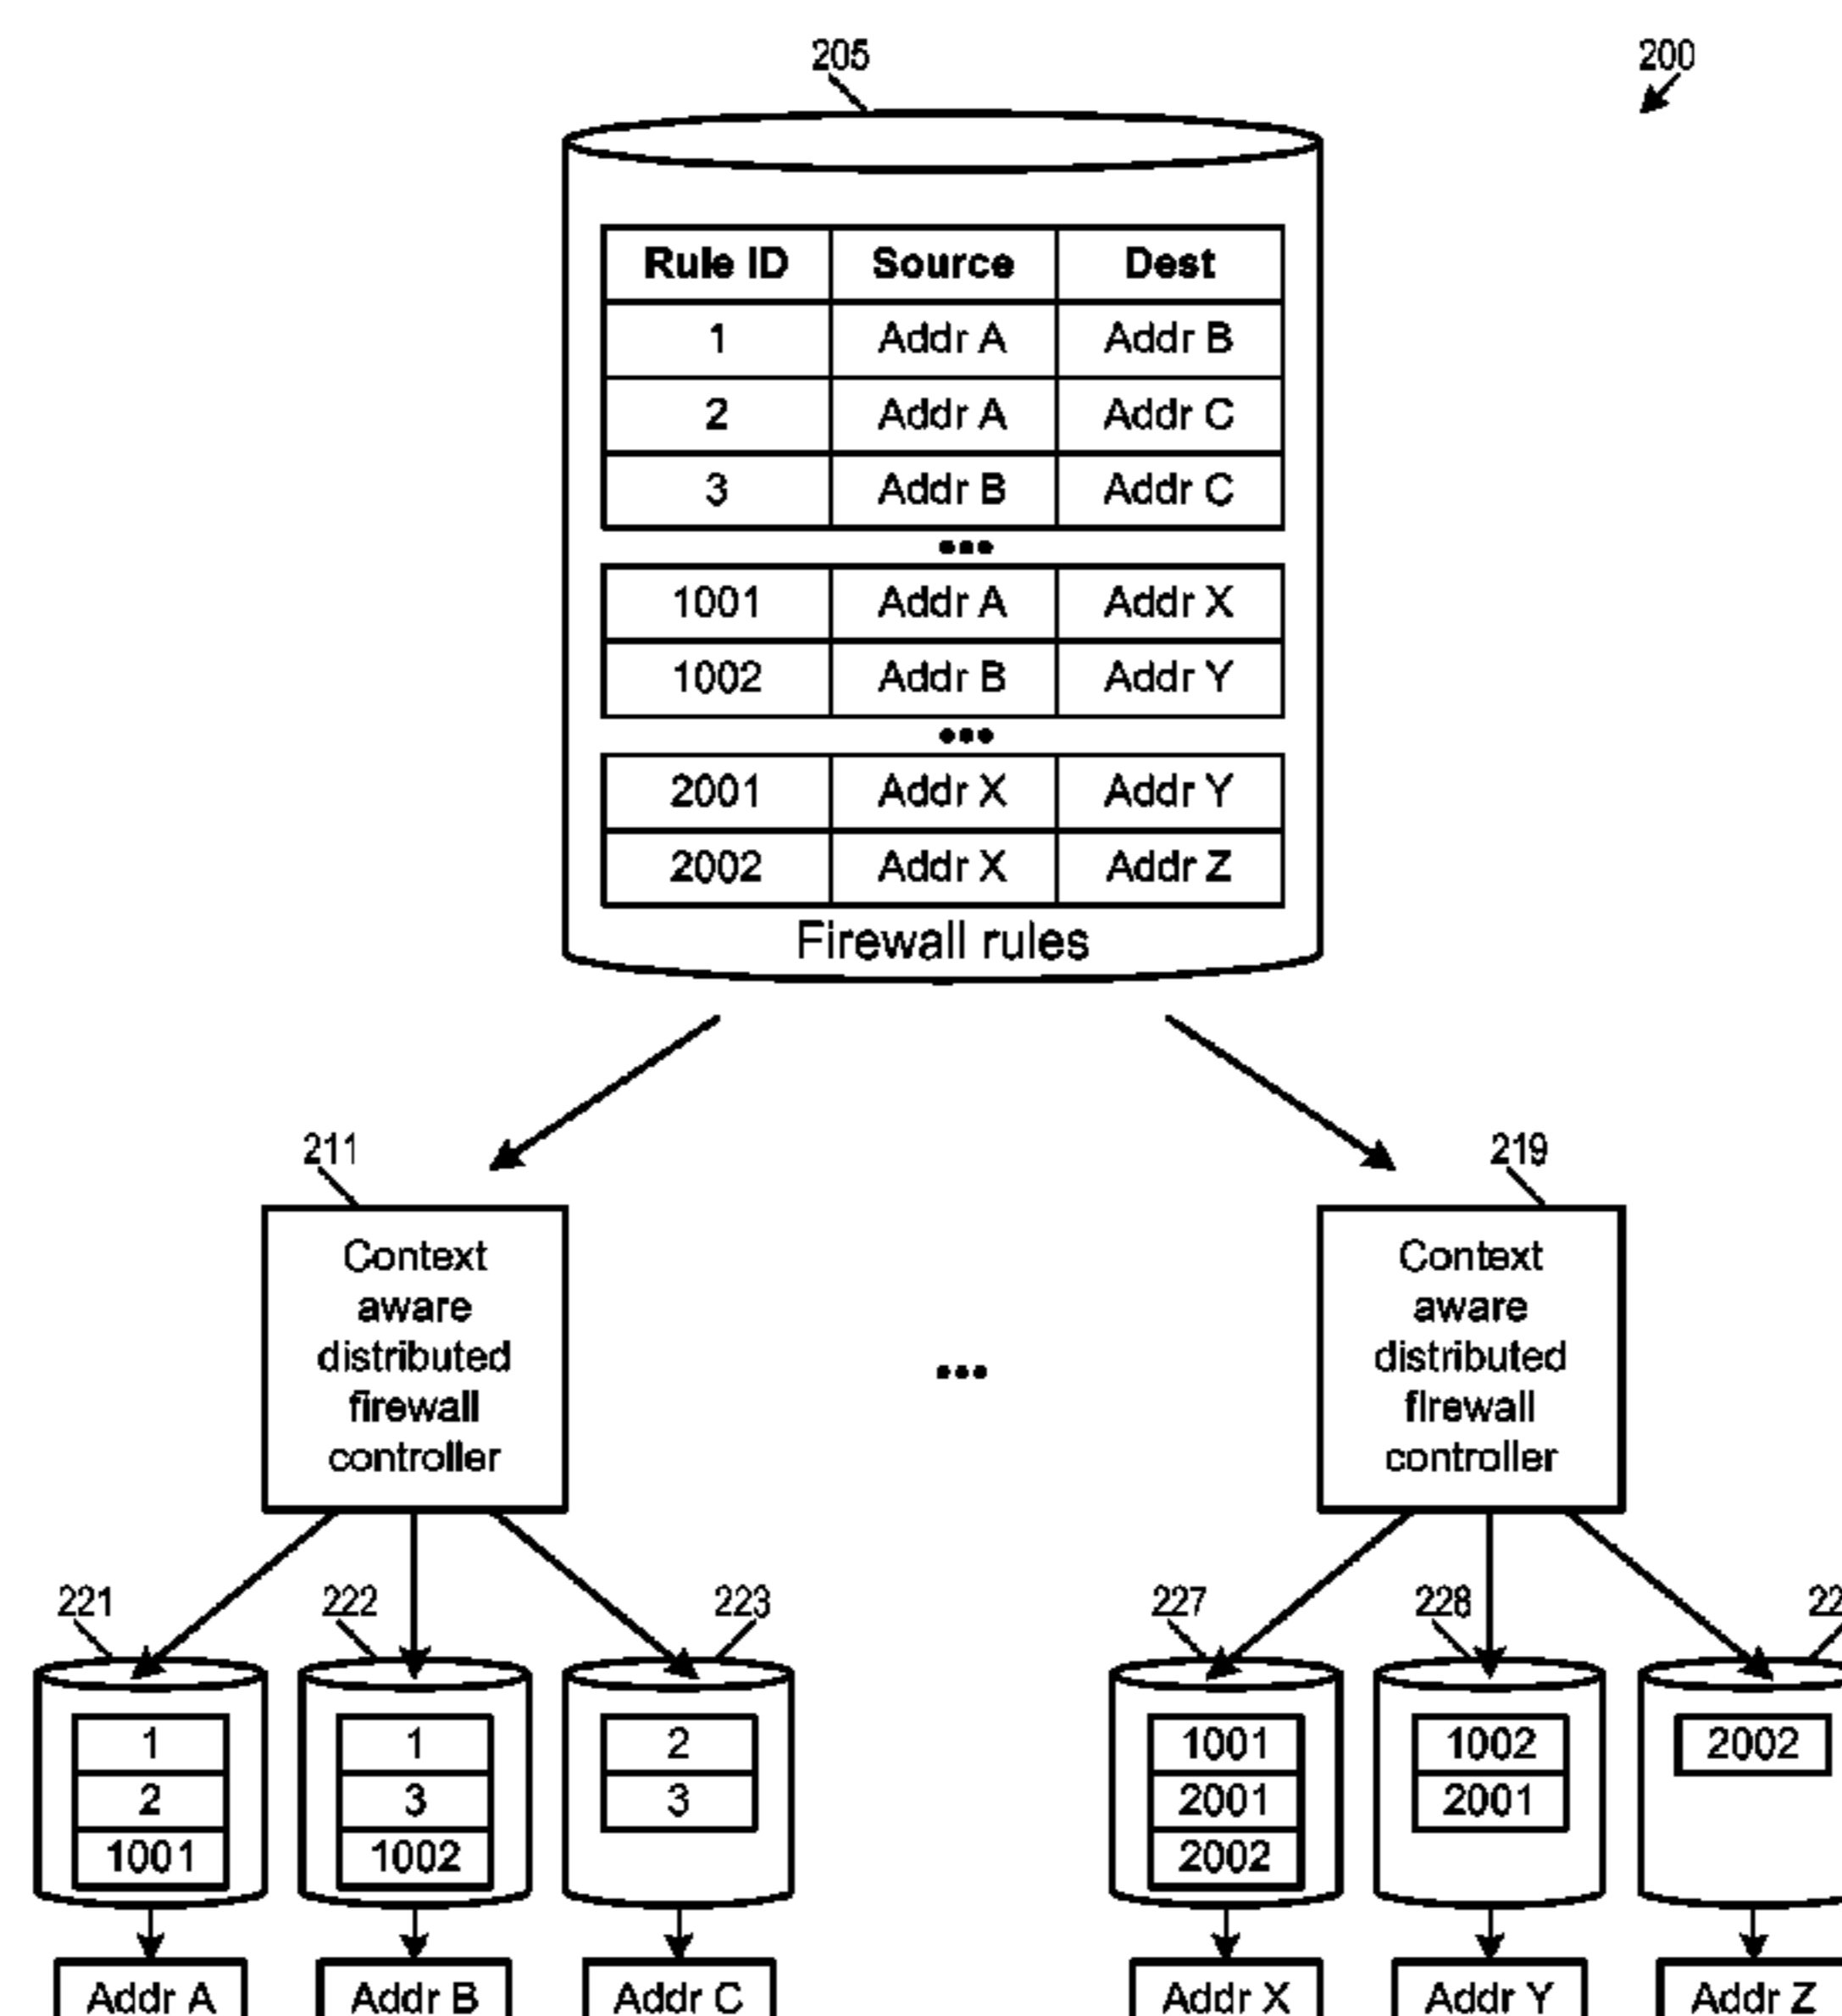 205
200
Rule ID Source Dest
1 Addr A Addr B
2 Addr A Addr C
3 Addr B Addr C
•••
1001 Addr A Addr X
1002 Addr B Addr Y
•••
2001 Addr X Addr Y
2002 Addr X Addr Z
Firewall rules
211
219
Context
aware
distributed
firewall
controller
•••
Context
aware
distributed
firewall
controller
221
222
223
227
228
1
2
1001
1
3
1002
2
3
1001
2001
2002
1002
2001
2002
Addr A
Addr B
Addr C
Addr X
Addr Y
Addr Z